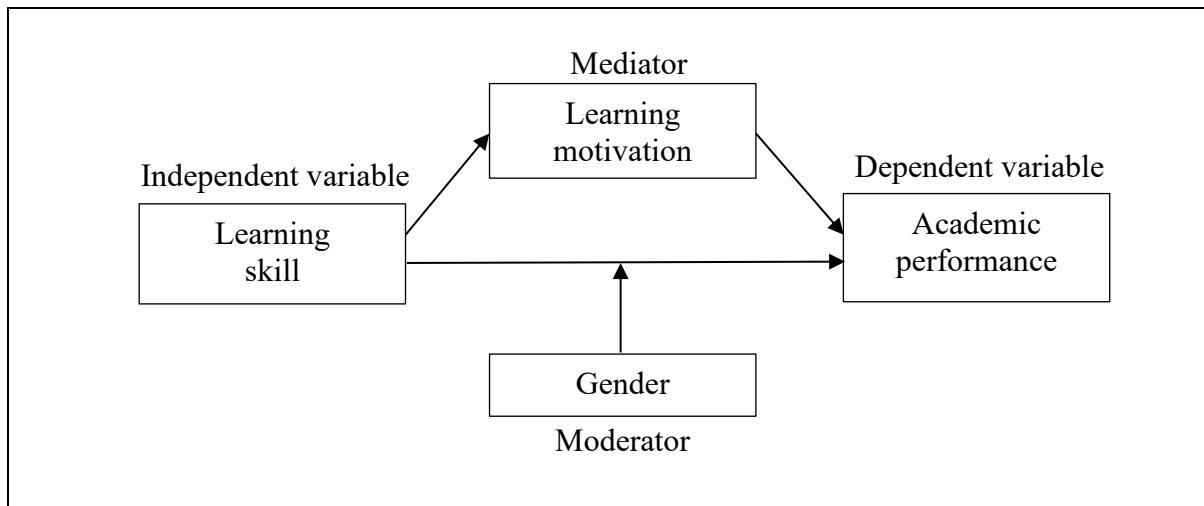 Mediator
Learning
motivation
Independent variable
Learning
skill
Dependent variable
Academic
performance
Gender
Moderator